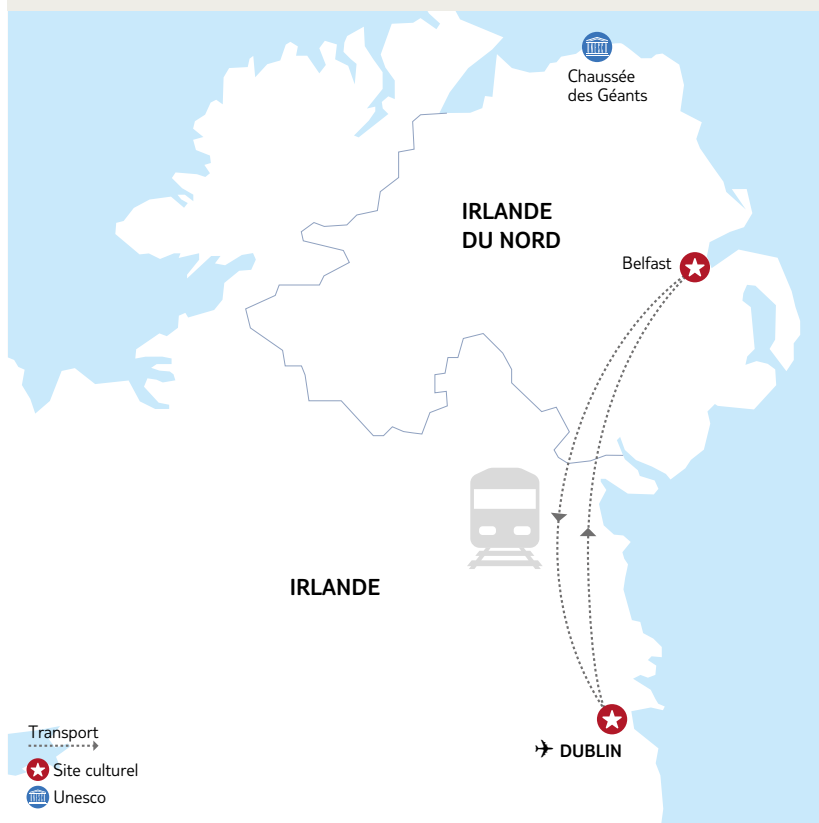 Chaussée
des Géants
IRLANDE
DU NORD
Belfast
IRLANDE
DUBLIN
Transport
Site culturel
Unesco